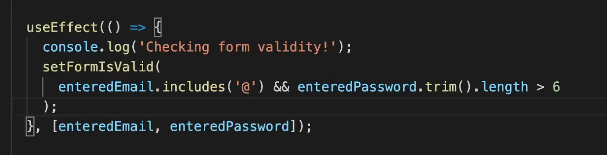 useEffect(() => {
console.log('Checking form validity!');
setFormIsValid(
enteredEmail.includes('@') && enteredPassword.trim().length > 6
);
}, [enteredEmail, enteredPassword]);